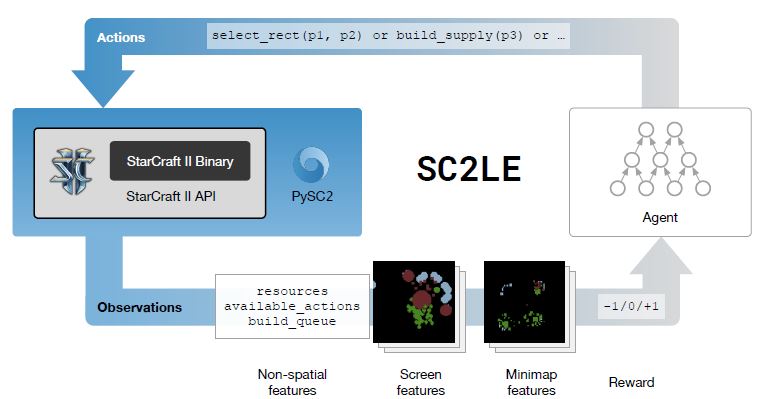 Actions
select_rect(p1, p2) or build_supply(p3) or …
StarCraft II Binary
StarCraft II API
PySC2
SC2LE
Agent
Observations
resources
available_actions
build_queue
-1/0/+1
Non-spatial
features
Screen
features
Minimap
features
Reward